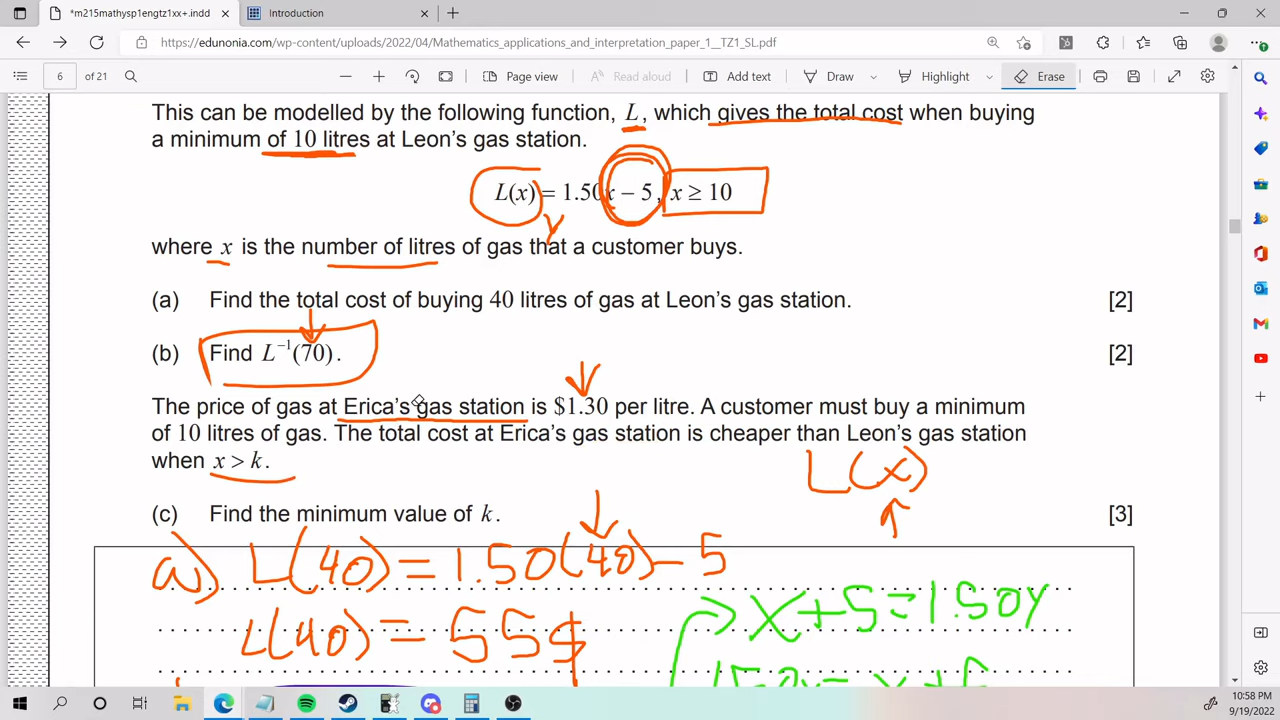 *m215mathysp1engtz1xx+.indd
Introduction
https://edunonia.com/wp-content/uploads/2022/04/Mathematics_applications_and_interpretation_paper_1__TZ1_SL.pdf
6 of 21
Page view
Read aloud
Add text
Draw
Highlight
Erase
This can be modelled by the following function, L, which gives the total cost when buying
a minimum of 10 litres at Leon's gas station.
L(x) = 1.50x − 5, x ≥ 10
y
where x is the number of litres of gas that a customer buys.
(a) Find the total cost of buying 40 litres of gas at Leon's gas station. [2]
(b) Find L⁻¹(70). [2]
The price of gas at Erica's gas station is $1.30 per litre. A customer must buy a minimum
of 10 litres of gas. The total cost at Erica's gas station is cheaper than Leon's gas station
when x > k.
L(x)
(c) Find the minimum value of k. [3]
a) L(40) = 1.50(40) − 5
x + 5 = 1.50y
L(40) = 55$
10:58 PM
9/19/2022